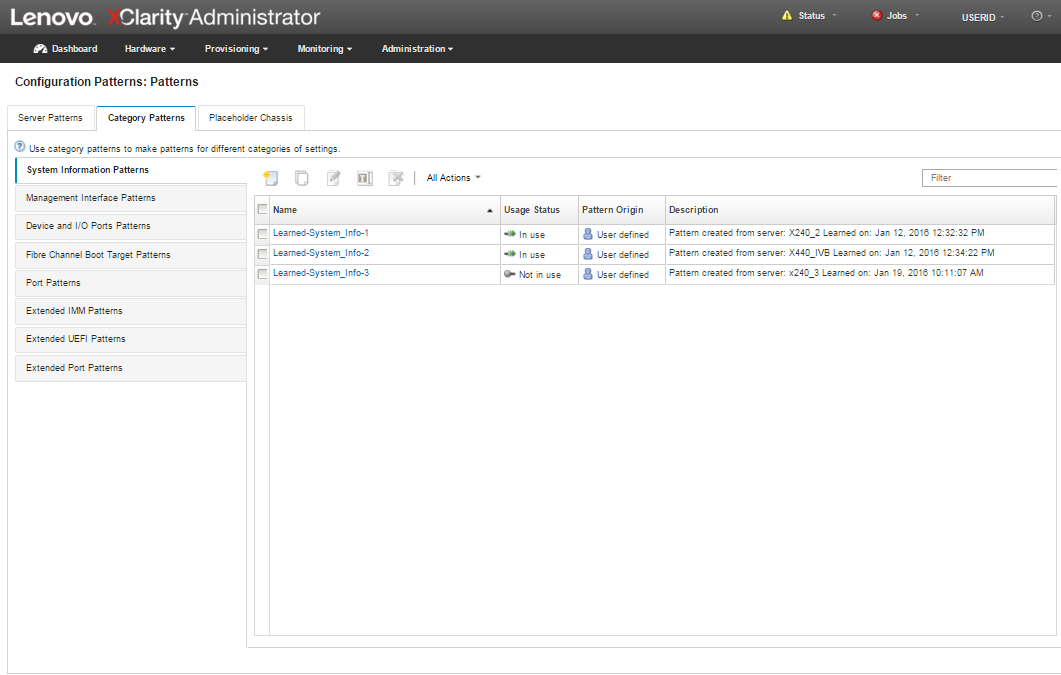 Lenovo XClarity Administrator Status Jobs USERID ?
Dashboard Hardware Provisioning Monitoring Administration
Configuration Patterns: Patterns
Server Patterns Category Patterns Placeholder Chassis
? Use category patterns to make patterns for different categories of settings.
System Information Patterns
Management Interface Patterns
Device and I/O Ports Patterns
Fibre Channel Boot Target Patterns
Port Patterns
Extended IMM Patterns
Extended UEFI Patterns
Extended Port Patterns
All Actions Filter
Name Usage Status Pattern Origin Description
Learned-System_Info-1 In use User defined Pattern created from server: X240_2 Learned on: Jan 12, 2016 12:32:32 PM
Learned-System_Info-2 In use User defined Pattern created from server: X440_IVB Learned on: Jan 12, 2016 12:34:22 PM
Learned-System_Info-3 Not in use User defined Pattern created from server: x240_3 Learned on: Jan 19, 2016 10:11:07 AM